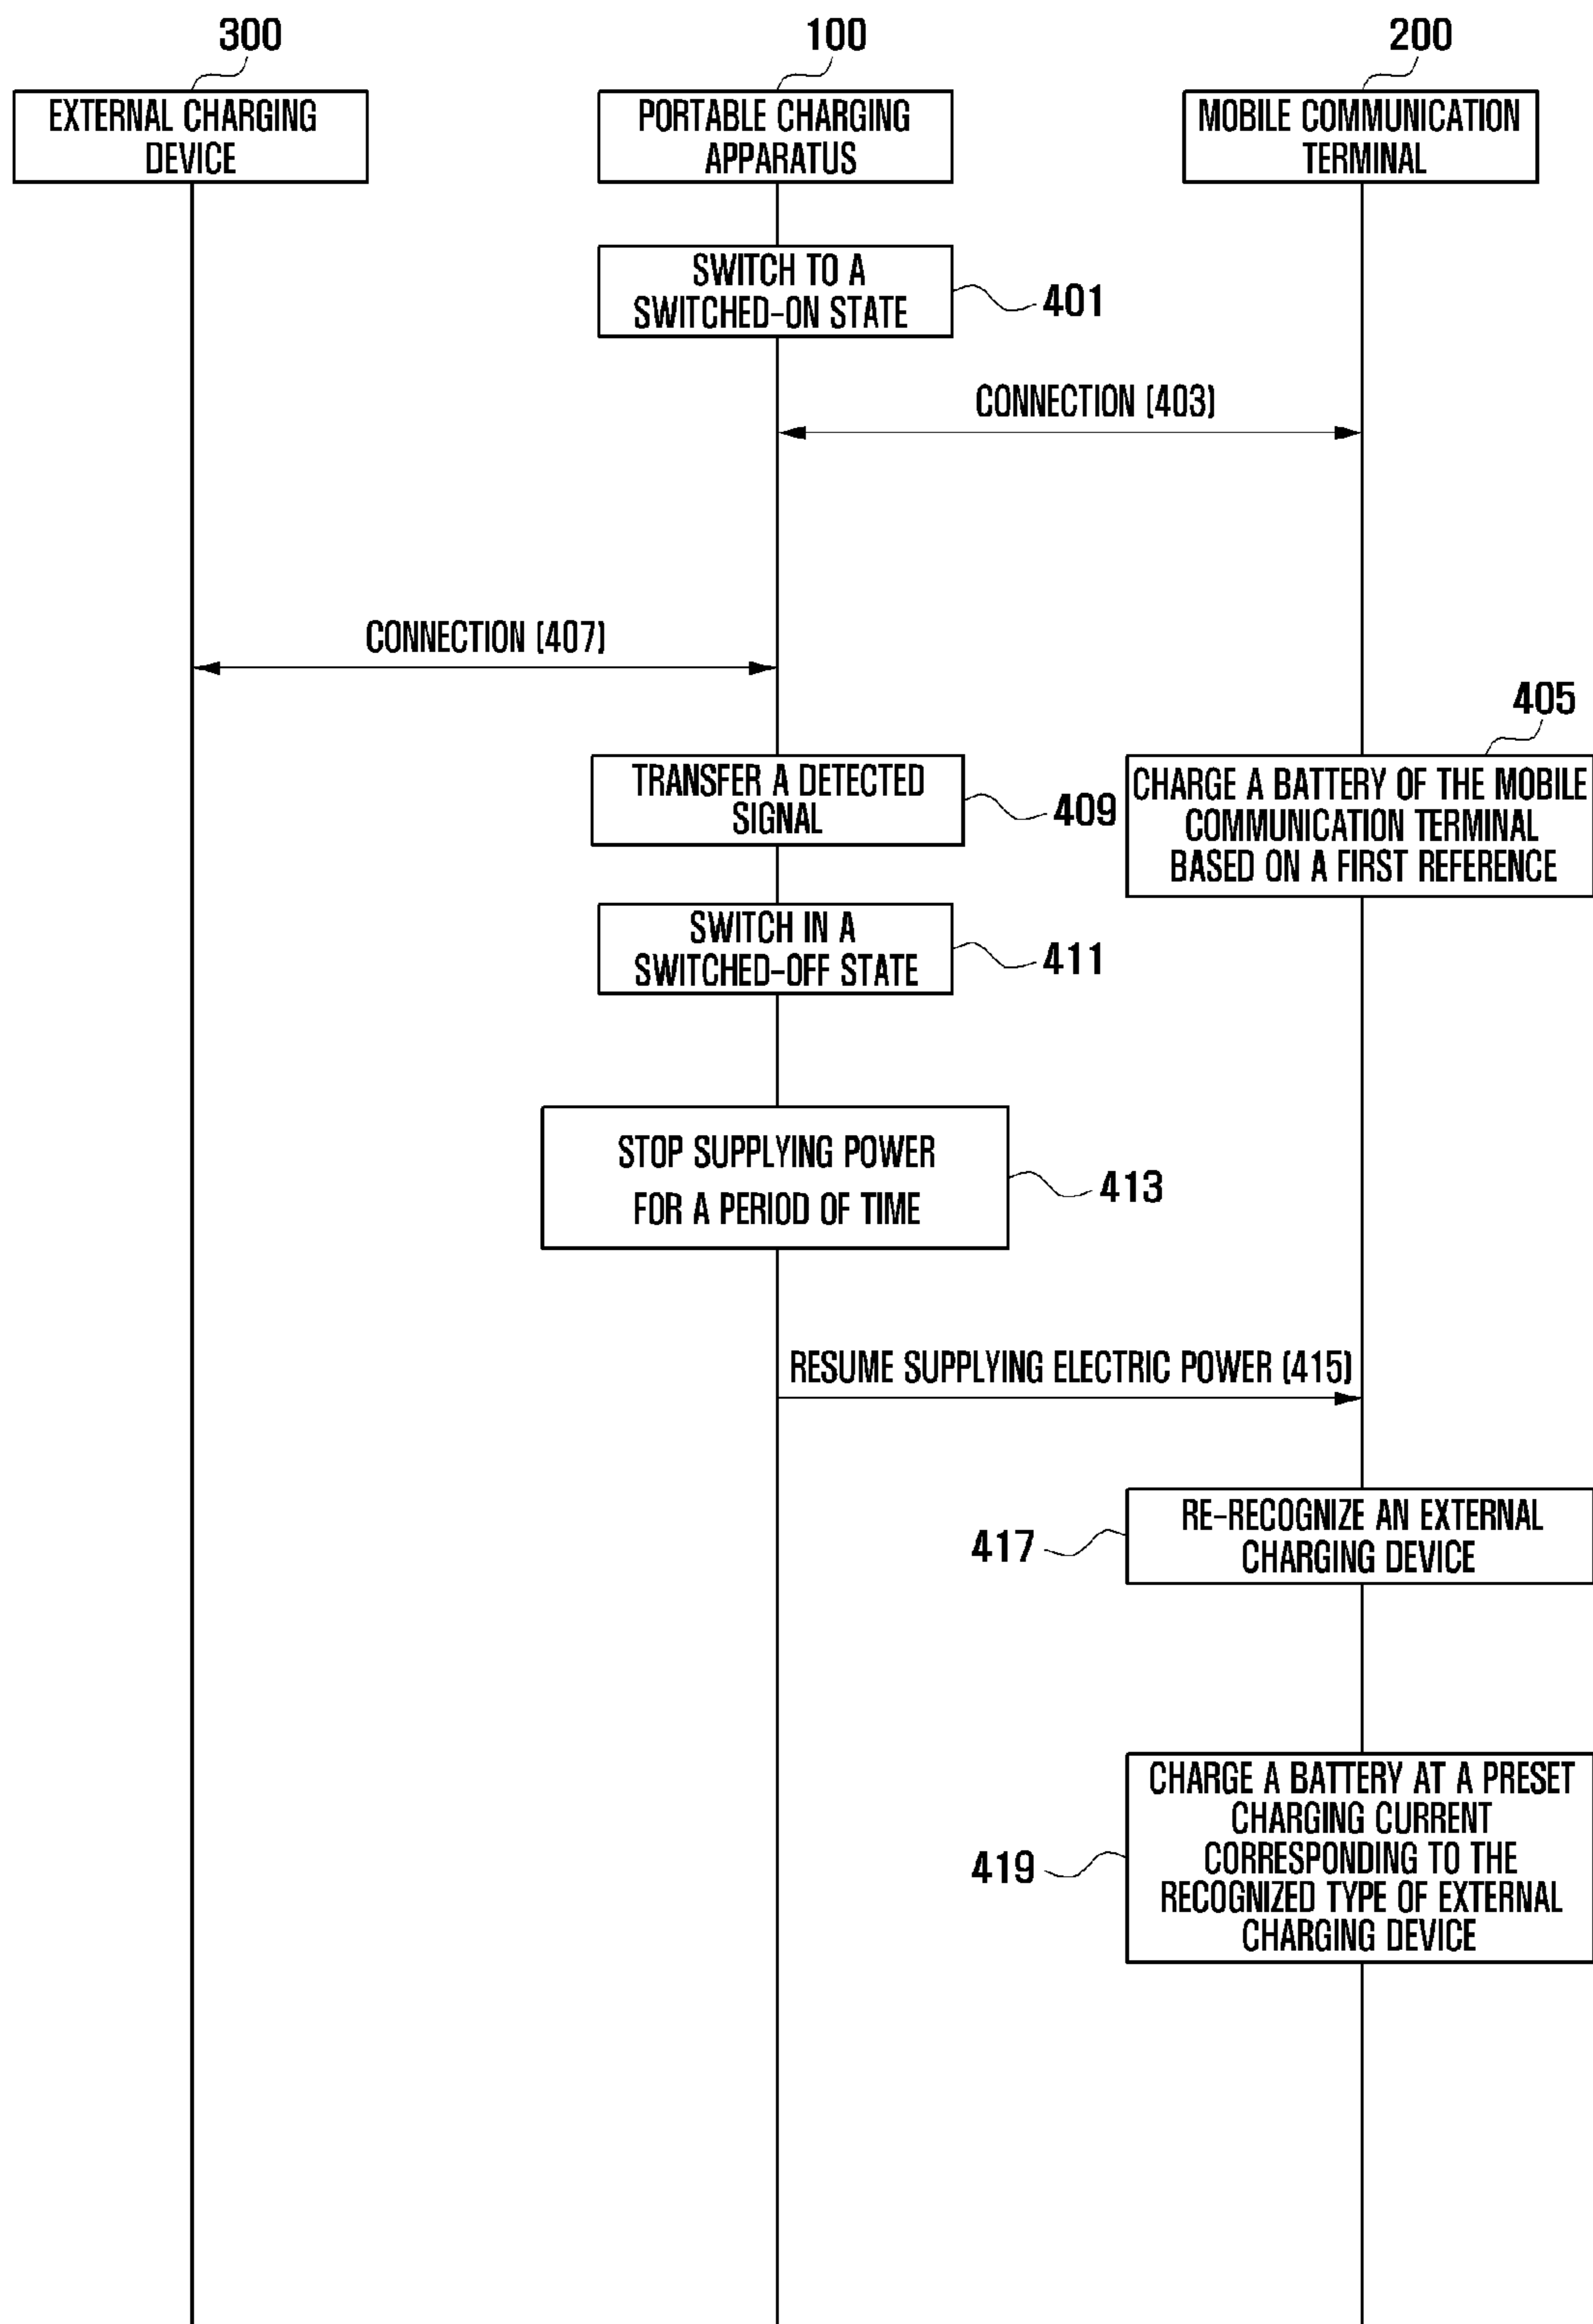 300
100
200
EXTERNAL CHARGING
DEVICE
PORTABLE CHARGING
APPARATUS
MOBILE COMMUNICATION
TERMINAL
SWITCH TO A
SWITCHED-ON STATE
401
CONNECTION (403)
CONNECTION (407)
405
TRANSFER A DETECTED
SIGNAL
409
CHARGE A BATTERY OF THE MOBILE
COMMUNICATION TERMINAL
BASED ON A FIRST REFERENCE
SWITCH IN A
SWITCHED-OFF STATE
411
STOP SUPPLYING POWER
FOR A PERIOD OF TIME
413
RESUME SUPPLYING ELECTRIC POWER (415)
417
RE-RECOGNIZE AN EXTERNAL
CHARGING DEVICE
419
CHARGE A BATTERY AT A PRESET
CHARGING CURRENT
CORRESPONDING TO THE
RECOGNIZED TYPE OF EXTERNAL
CHARGING DEVICE